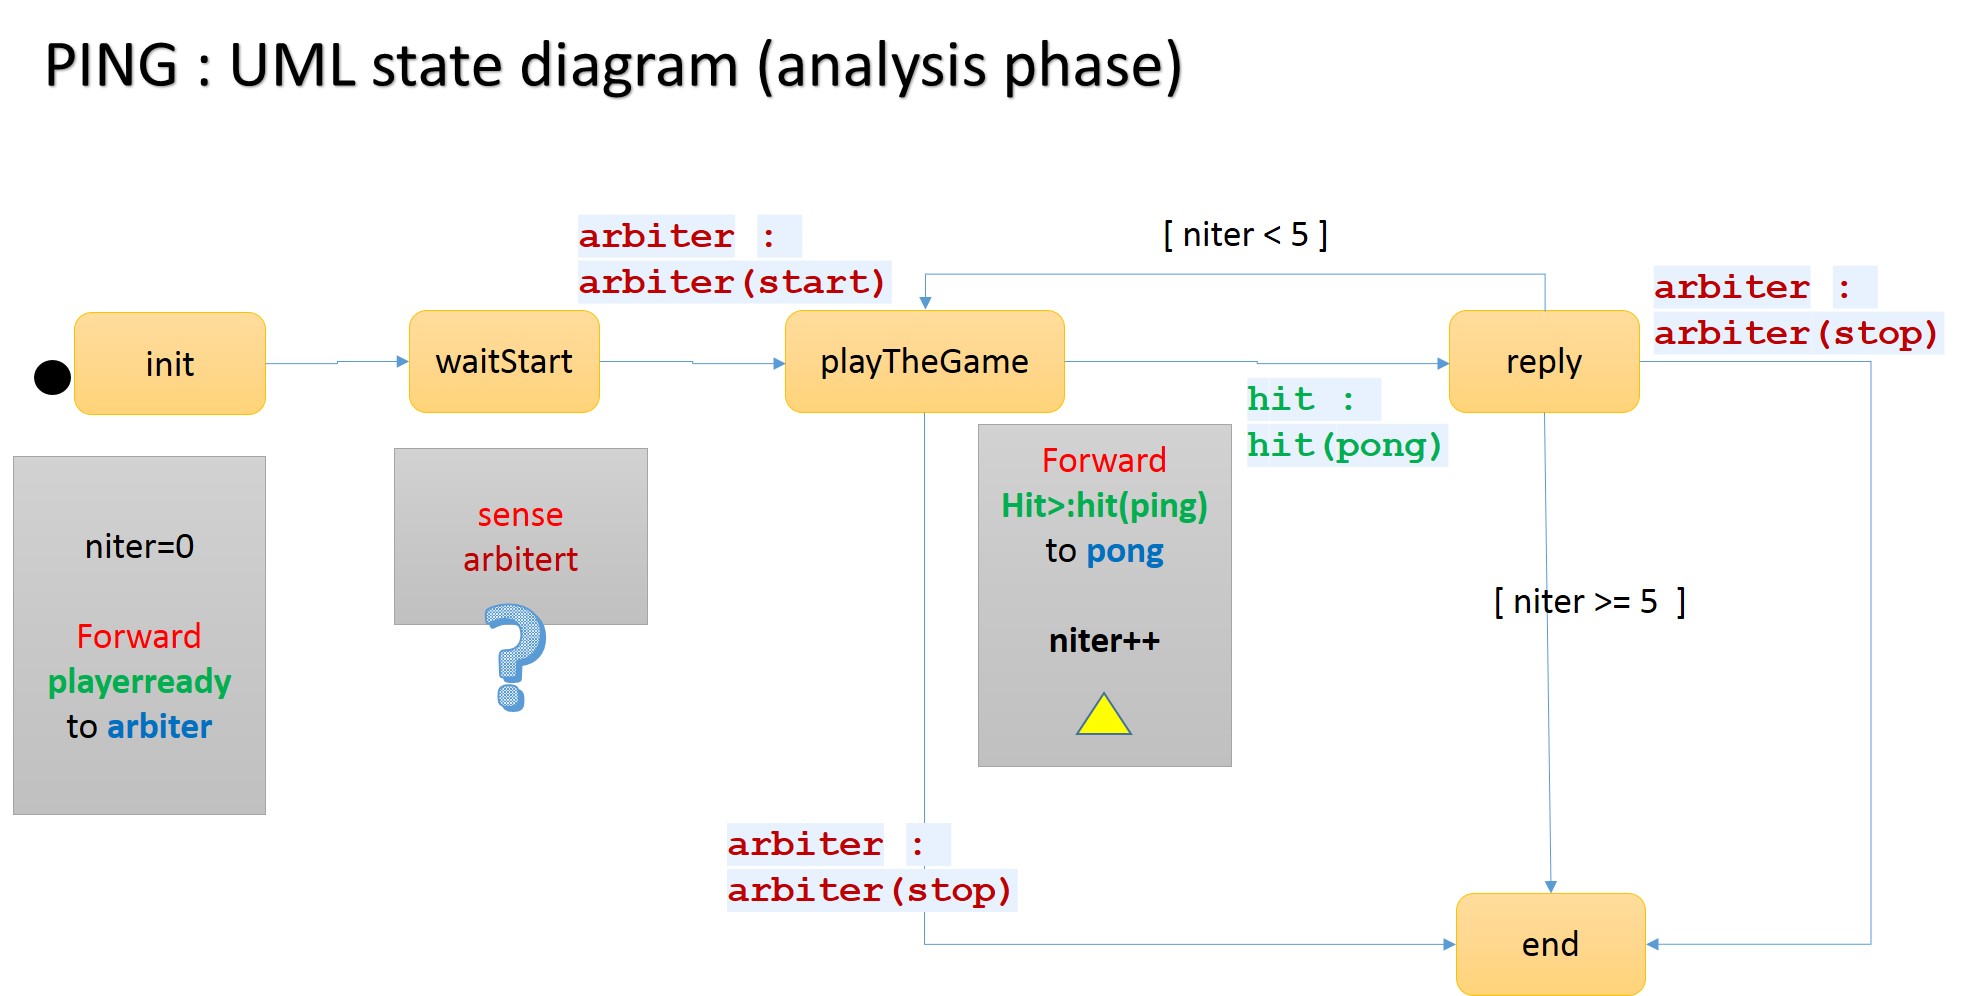 PING : UML state diagram (analysis phase)
arbiter :
arbiter(start)
[ niter < 5 ]
arbiter :
arbiter(stop)
init
waitStart
playTheGame
reply
hit :
hit(pong)
niter=0
Forward
playerready
to arbiter
sense
arbitert
?
Forward
Hit>:hit(ping)
to pong
niter++
[ niter >= 5 ]
arbiter :
arbiter(stop)
end